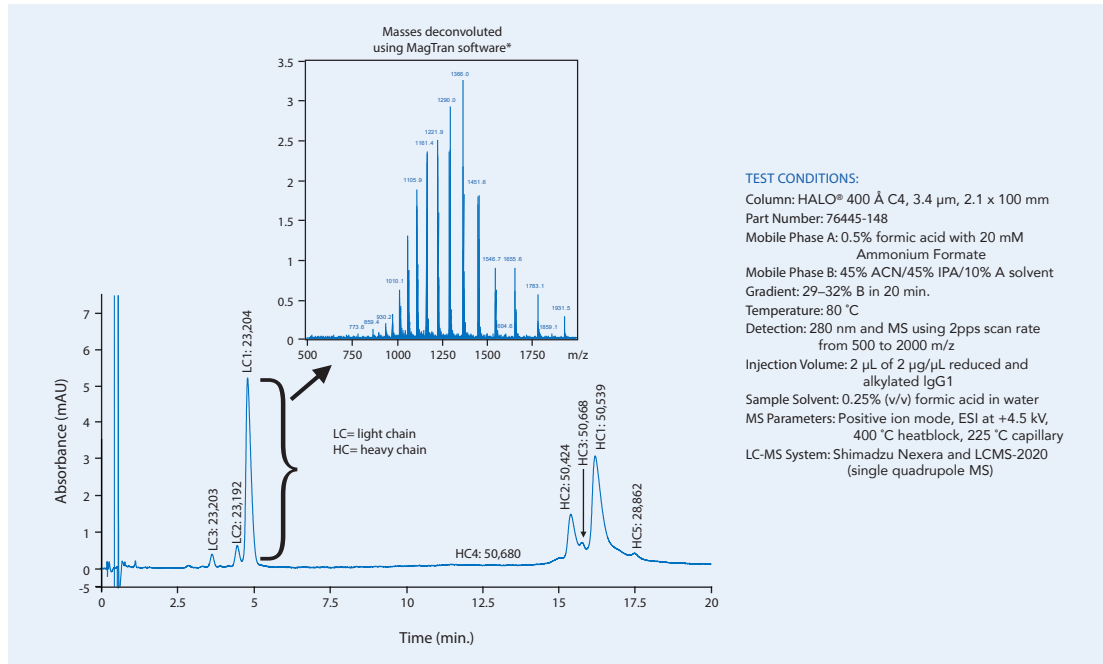 Masses deconvoluted
using MagTran software*
3.5
3
2.5
2
1.5
1
0.5
0
773.6
859.4
930.2
1010.1
1105.9
1161.4
1221.9
1290.0
1366.0
1451.6
1546.7
1655.6
1783.1
1859.1
1931.5
500
750
1000
1250
1500
1750
m/z
TEST CONDITIONS:
Column: HALO® 400 Å C4, 3.4 µm, 2.1 x 100 mm
Part Number: 76445-148
Mobile Phase A: 0.5% formic acid with 20 mM
Ammonium Formate
Mobile Phase B: 45% ACN/45% IPA/10% A solvent
Gradient: 29–32% B in 20 min.
Temperature: 80 ˚C
Detection: 280 nm and MS using 2pps scan rate
from 500 to 2000 m/z
Injection Volume: 2 µL of 2 µg/µL reduced and
alkylated IgG1
Sample Solvent: 0.25% (v/v) formic acid in water
MS Parameters: Positive ion mode, ESI at +4.5 kV,
400 ˚C heatblock, 225 ˚C capillary
LC-MS System: Shimadzu Nexera and LCMS-2020
(single quadrupole MS)
Absorbance (mAU)
7
6
5
4
3
2
1
0
-5
LC3: 23,203
LC2: 23,192
LC1: 23,204
LC= light chain
HC= heavy chain
HC4: 50,680
HC2: 50,424
HC3: 50,668
HC1: 50,539
HC5: 28,862
0
2.5
5
7.5
10
12.5
15
17.5
20
Time (min.)